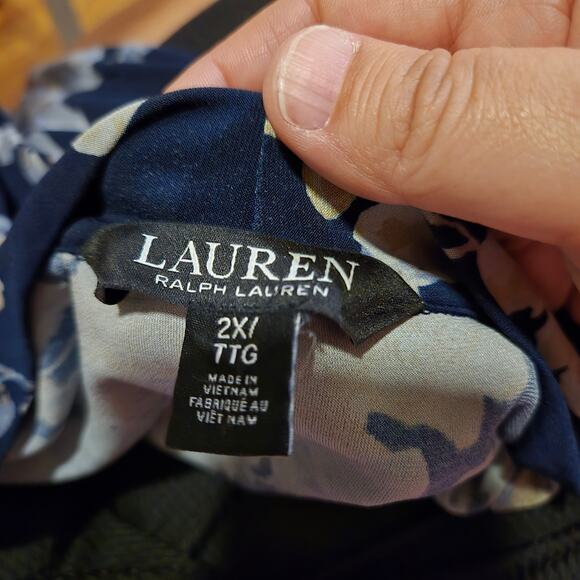 LAUREN
RALPH LAUREN
2X/
TTG
MADE IN
VIETNAM
FABRIQUÉ AU
VIÊT NAM